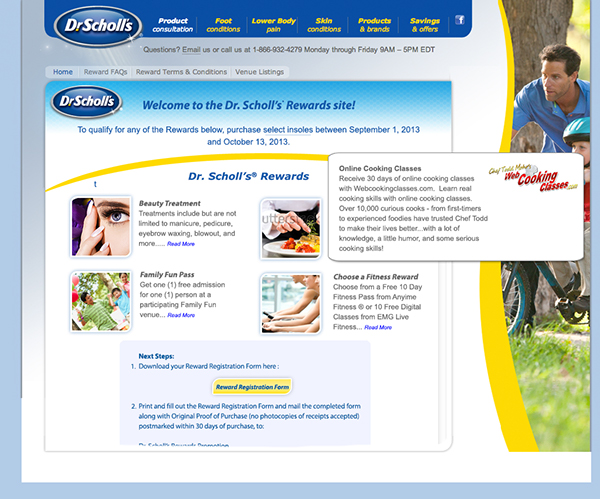 Dr Scholl's
Product
consultation
Foot
conditions
Lower Body
pain
Skin
conditions
Products
& brands
Savings
& offers
f
Questions? Email us or call us at 1-866-932-4279 Monday through Friday 9AM – 5PM EDT
Home
Reward FAQs
Reward Terms & Conditions
Venue Listings
Dr Scholl's
Welcome to the Dr. Scholl's Rewards site!
To qualify for any of the Rewards below, purchase select insoles between September 1, 2013
and October 13, 2013.
t
Dr. Scholl's® Rewards
Beauty Treatment
Treatments include but are not
limited to manicure, pedicure,
eyebrow waxing, blowout, and
more..... Read More
Online Cooking Classes
Receive 30 days of online cooking classes
with Webcookingclasses.com. Learn real
cooking skills with online cooking classes.
Over 10,000 curious cooks - from first-timers
to experienced foodies have trusted Chef Todd
to make their lives better...with a lot of
knowledge, a little humor, and some serious
cooking skills!
Chef Todd Mohr's
Web Cooking
Classes.com
Family Fun Pass
Get one (1) free admission
for one (1) person at a
participating Family Fun
venue... Read More
Choose a Fitness Reward
Choose from a Free 10 Day
Fitness Pass from Anyime
Fitness ® or 10 Free Digital
Classes from EMG Live
Fitness... Read More
Next Steps:
1. Download your Reward Registration Form here :
Reward Registration Form
2. Print and fill out the Reward Registration Form and mail the completed form
along with Original Proof of Purchase (no photocopies of receipts accepted)
postmarked within 30 days of purchase, to:
Dr. Scholl's Rewards Promotion